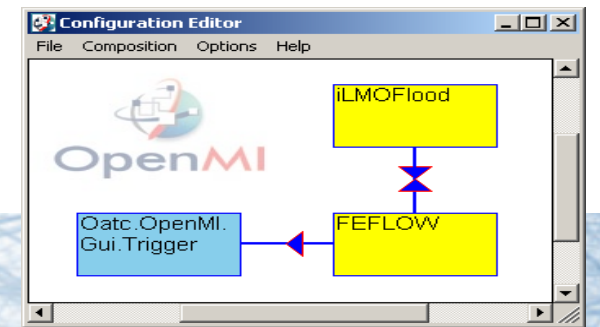 Configuration Editor
File Composition Options Help
iLMOFlood
OpenMI
Oatc.OpenMI.
Gui.Trigger
FEFLOW